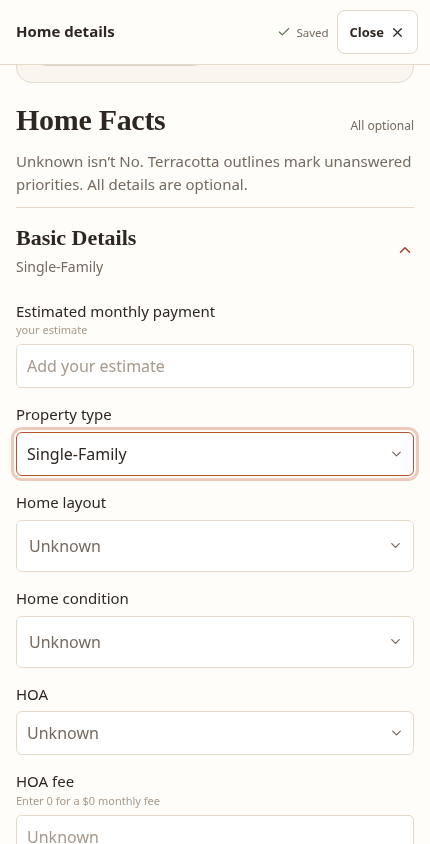 Home details
Saved
Close
Home Facts
All optional
Unknown isn’t No. Terracotta outlines mark unanswered
priorities. All details are optional.
Basic Details
Single-Family
Estimated monthly payment
your estimate
Add your estimate
Property type
Single-Family
Home layout
Unknown
Home condition
Unknown
HOA
Unknown
HOA fee
Enter 0 for a $0 monthly fee
Unknown